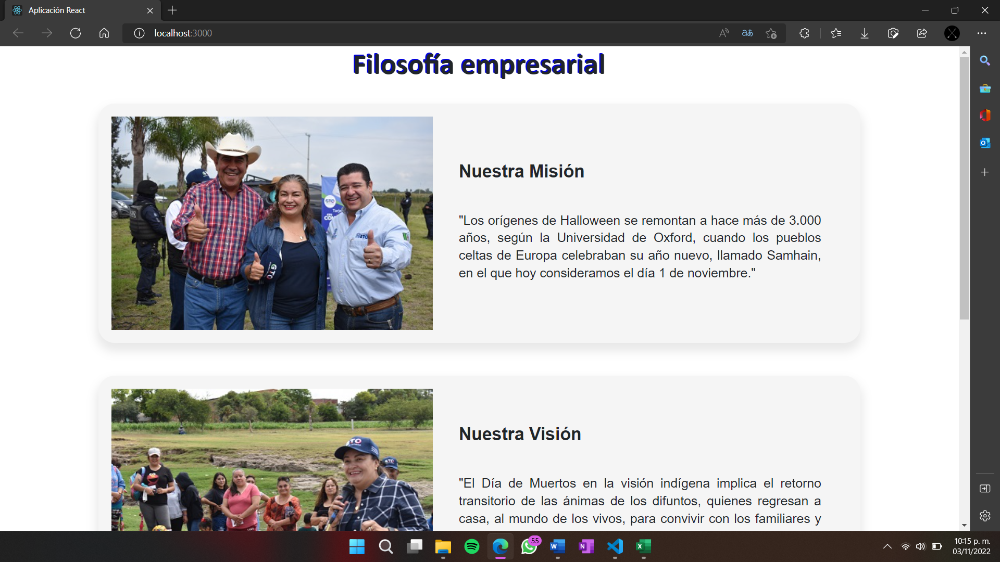 Aplicación React
localhost:3000
Filosofía empresarial
Nuestra Misión
"Los orígenes de Halloween se remontan a hace más de 3.000
años, según la Universidad de Oxford, cuando los pueblos
celtas de Europa celebraban su año nuevo, llamado Samhain,
en el que hoy consideramos el día 1 de noviembre."
GTO
GTO
GTO
Nuestra Visión
"El Día de Muertos en la visión indígena implica el retorno
transitorio de las ánimas de los difuntos, quienes regresan a
casa, al mundo de los vivos, para convivir con los familiares y
GTO
GTO
55
10:15 p. m.
03/11/2022